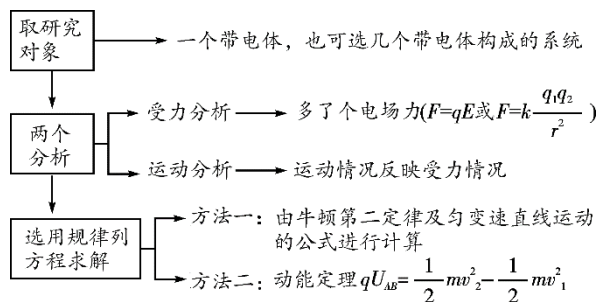 取研究
对象
一个带电体，也可选几个带电体构成的系统
两个
分析
受力分析
多了个电场力(F=qE或F=k q₁q₂/r²)
运动分析
运动情况反映受力情况
选用规律列
方程求解
方法一：由牛顿第二定律及匀变速直线运动
的公式进行计算
方法二：动能定理qU_AB=1/2 mv²₂-1/2 mv²₁